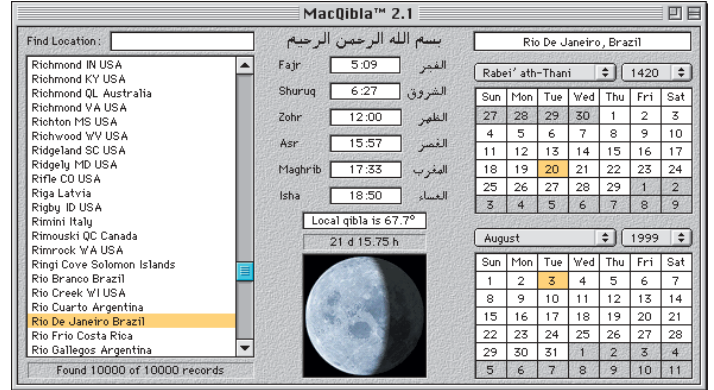 MacQibla™ 2.1
Find Location:
Richmond IN USA
Richmond KY USA
Richmond QL Australia
Richmond VA USA
Richton MS USA
Richwood WV USA
Ridgeland SC USA
Ridgely MD USA
Rifle CO USA
Riga Latvia
Rigby ID USA
Rimini Italy
Rimouski QC Canada
Rimrock WA USA
Ringi Cove Solomon Islands
Rio Branco Brazil
Rio Creek WI USA
Rio Cuarto Argentina
Rio De Janeiro Brazil
Rio Frio Costa Rica
Rio Gallegos Argentina
Found 10000 of 10000 records
بسم الله الرحمن الرحيم
Fajr 5:09 الفجر
Shuruq 6:27 الشروق
Zohr 12:00 الظهر
Asr 15:57 العصر
Maghrib 17:33 المغرب
Isha 18:50 العشاء
Local qibla is 67.7°
21 d 15.75 h
Rio De Janeiro, Brazil
Rabei' ath-Thani 1420
Sun Mon Tue Wed Thu Fri Sat
27 28 29 30 1 2 3
4 5 6 7 8 9 10
11 12 13 14 15 16 17
18 19 20 21 22 23 24
25 26 27 28 29 1 2
3 4 5 6 7 8 9
August 1999
Sun Mon Tue Wed Thu Fri Sat
1 2 3 4 5 6 7
8 9 10 11 12 13 14
15 16 17 18 19 20 21
22 23 24 25 26 27 28
29 30 31 1 2 3 4
5 6 7 8 9 10 11